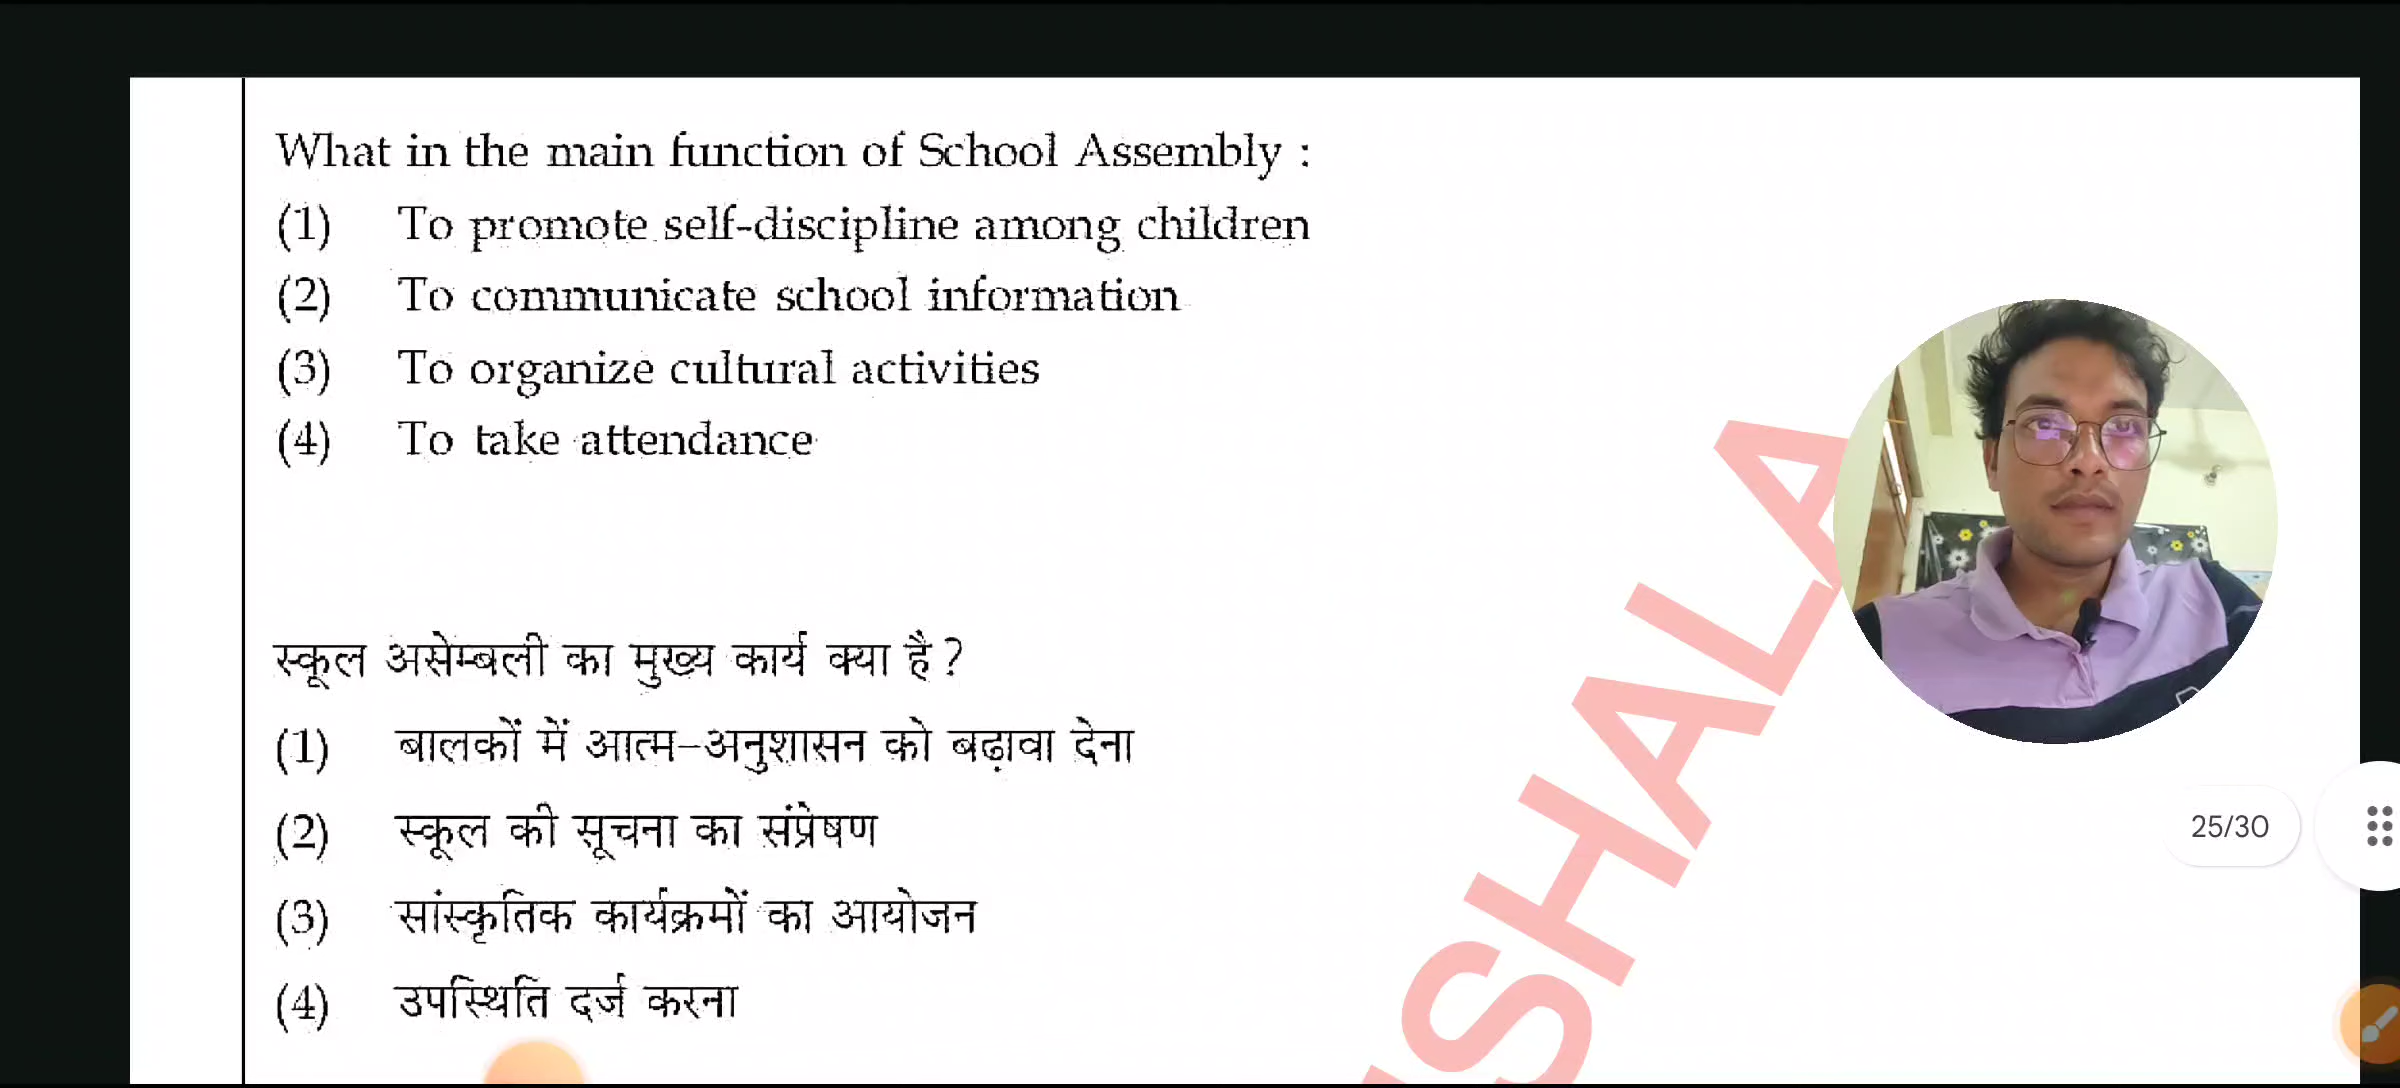 What in the main function of School Assembly :
(1) To promote self-discipline among children
(2) To communicate school information
(3) To organize cultural activities
(4) To take attendance
स्कूल असेम्बली का मुख्य कार्य क्या है ?
(1) बालकों में आत्म-अनुशासन को बढ़ावा देना
(2) स्कूल की सूचना का संप्रेषण
(3) सांस्कृतिक कार्यक्रमों का आयोजन
(4) उपस्थिति दर्ज करना
SHALA
25/30